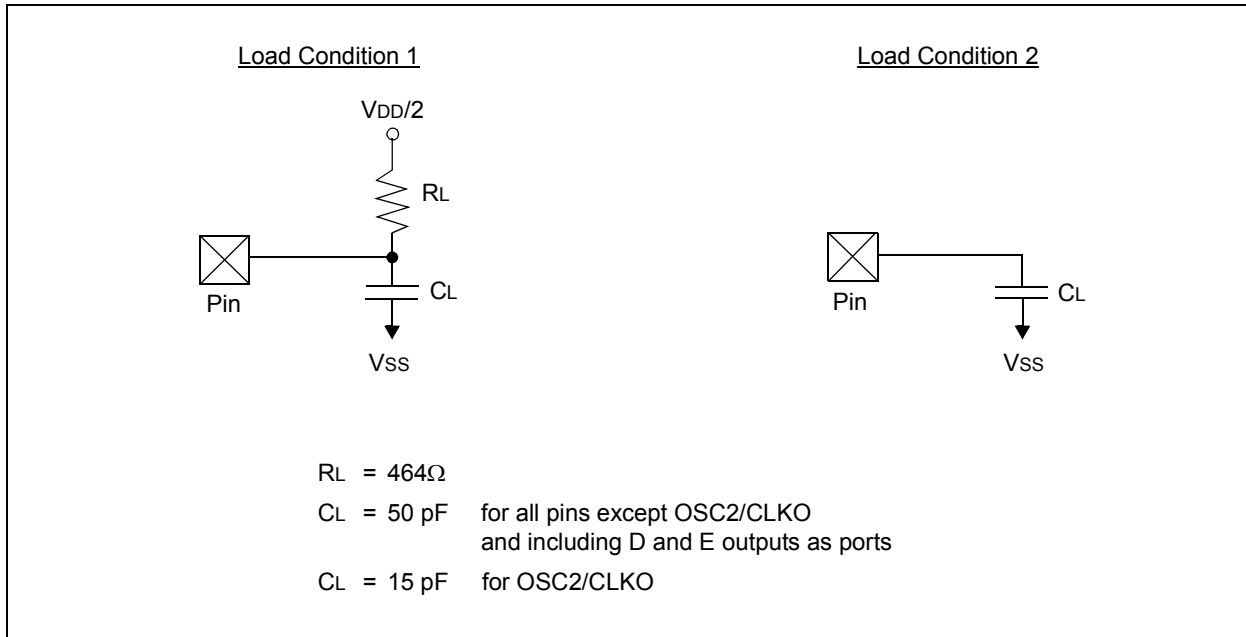 Load Condition 1
VDD/2
RL
Pin
CL
VSS
Load Condition 2
Pin
CL
VSS
RL = 464Ω
CL = 50 pF for all pins except OSC2/CLKO
and including D and E outputs as ports
CL = 15 pF for OSC2/CLKO